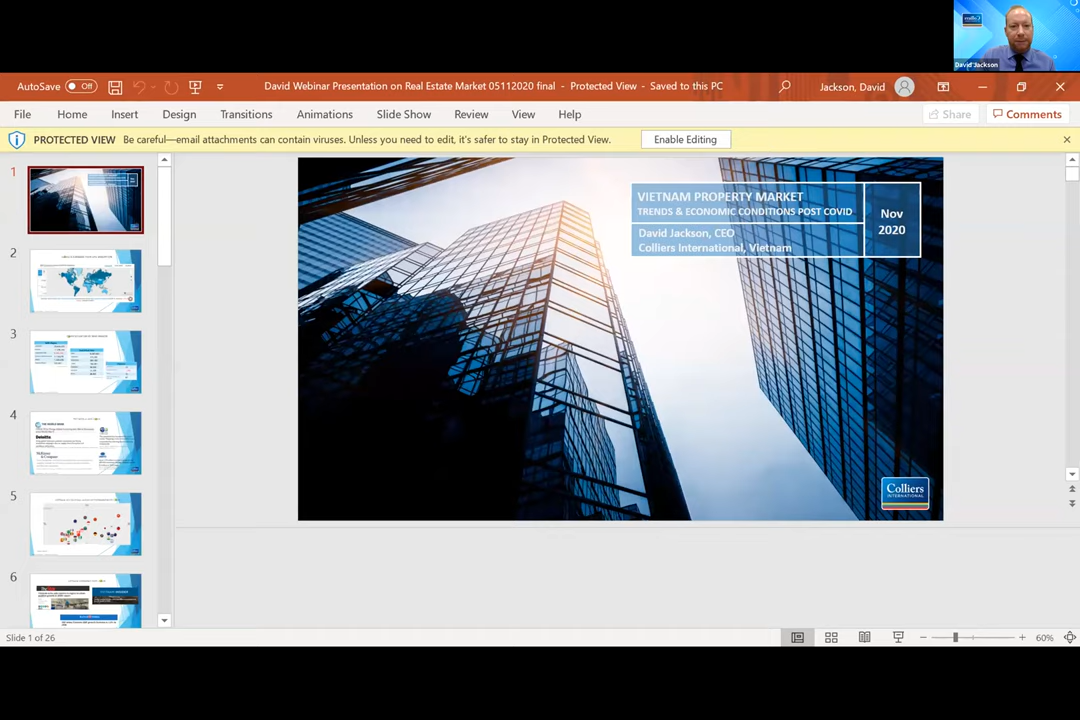 David Jackson
AutoSave Off
David Webinar Presentation on Real Estate Market 05112020 final - Protected View - Saved to this PC
Jackson, David
File Home Insert Design Transitions Animations Slide Show Review View Help
Share Comments
PROTECTED VIEW Be careful—email attachments can contain viruses. Unless you need to edit, it's safer to stay in Protected View. Enable Editing
1
2
3
4
5
6
VIETNAM PROPERTY MARKET
TRENDS & ECONOMIC CONDITIONS POST COVID
David Jackson, CEO
Colliers International, Vietnam
Nov
2020
Colliers
INTERNATIONAL
Deloitte
Slide 1 of 26
60%